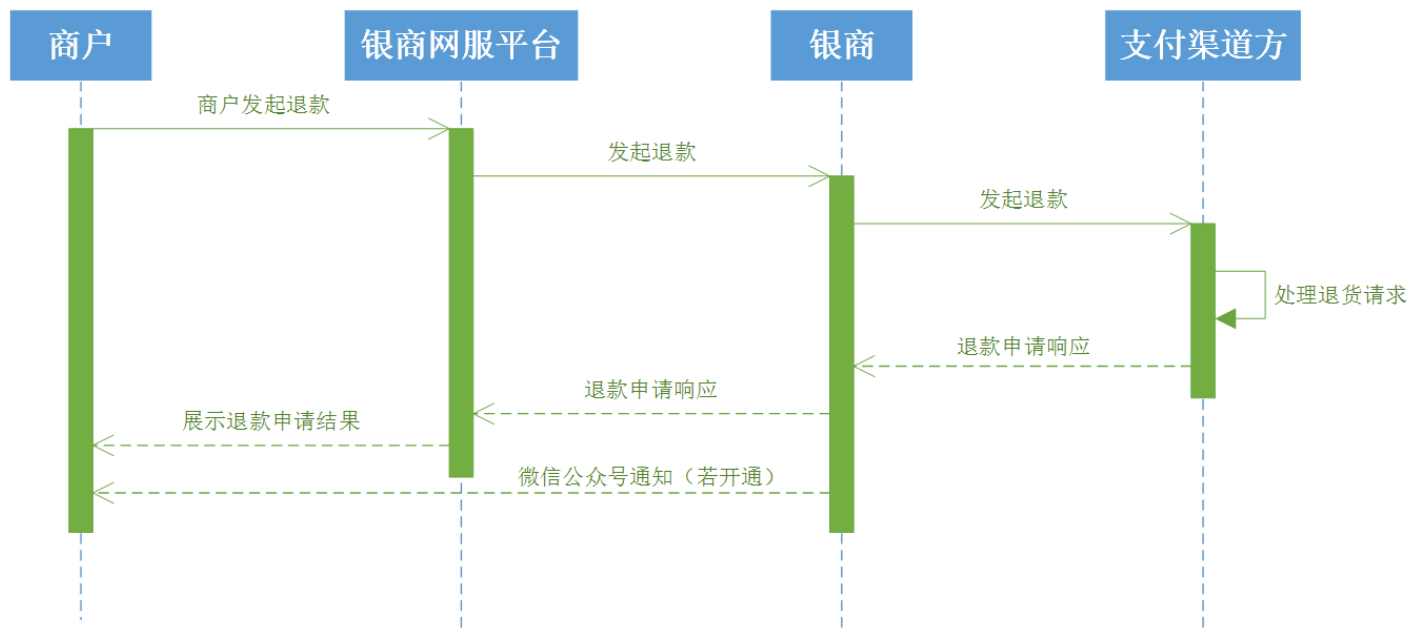 商户
银商网服平台
银商
支付渠道方
商户发起退款
发起退款
发起退款
处理退货请求
退款申请响应
退款申请响应
展示退款申请结果
微信公众号通知（若开通）